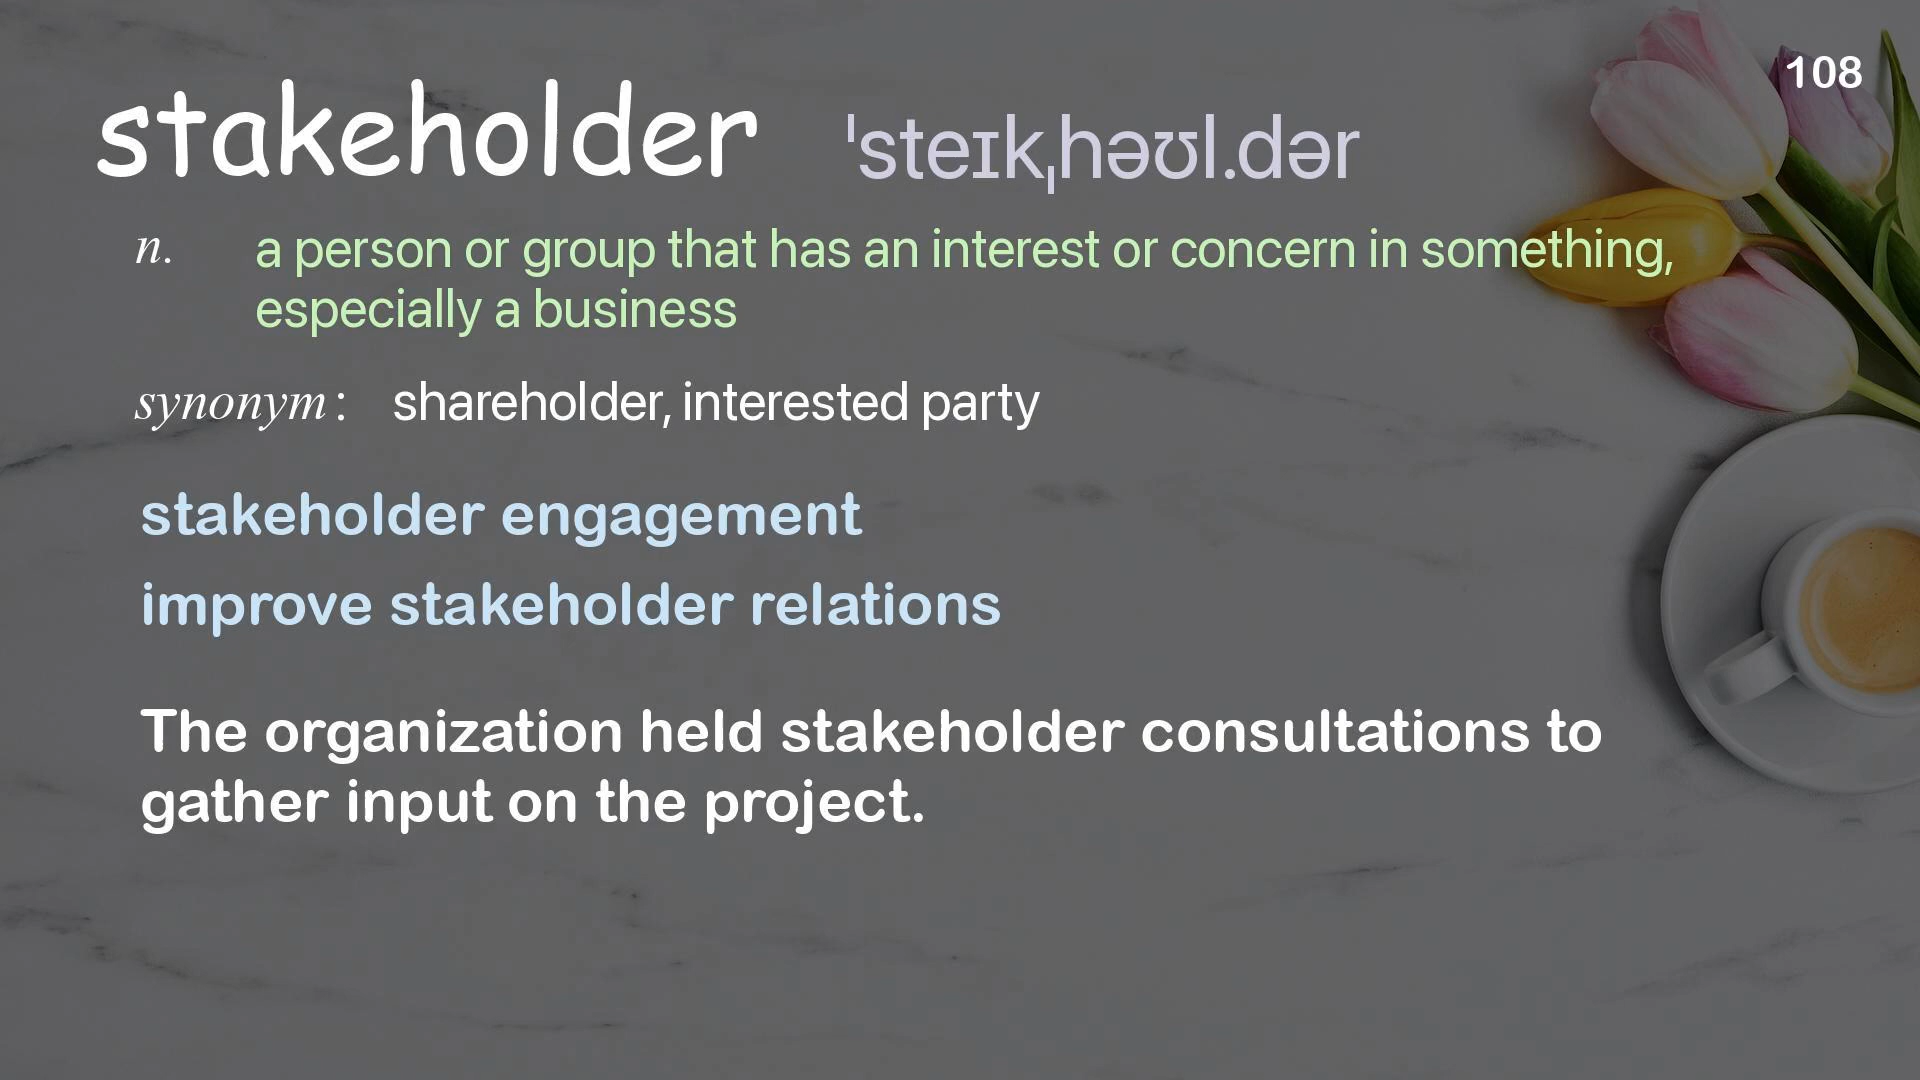 108
stakeholder ˈsteɪkˌhəʊl.dər
n. a person or group that has an interest or concern in something,
especially a business
synonym: shareholder, interested party
stakeholder engagement
improve stakeholder relations
The organization held stakeholder consultations to
gather input on the project.